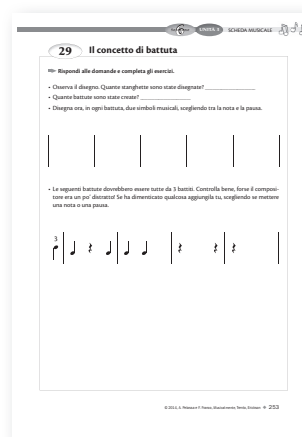 UNITÀ 5 SCHEDA MUSICALE
29 Il concetto di battuta
Rispondi alle domande e completa gli esercizi.
• Osserva il disegno. Quante stanghette sono state disegnate?
• Quante battute sono state create?
• Disegna ora, in ogni battuta, due simboli musicali, scegliendo tra la nota e la pausa.
• Le seguenti battute dovrebbero essere tutte da 3 battiti. Controlla bene, forse il composi-
tore era un po' distratto! Se ha dimenticato qualcosa aggiungila tu, scegliendo se mettere
una nota o una pausa.
3
Trento, Erickson • 253